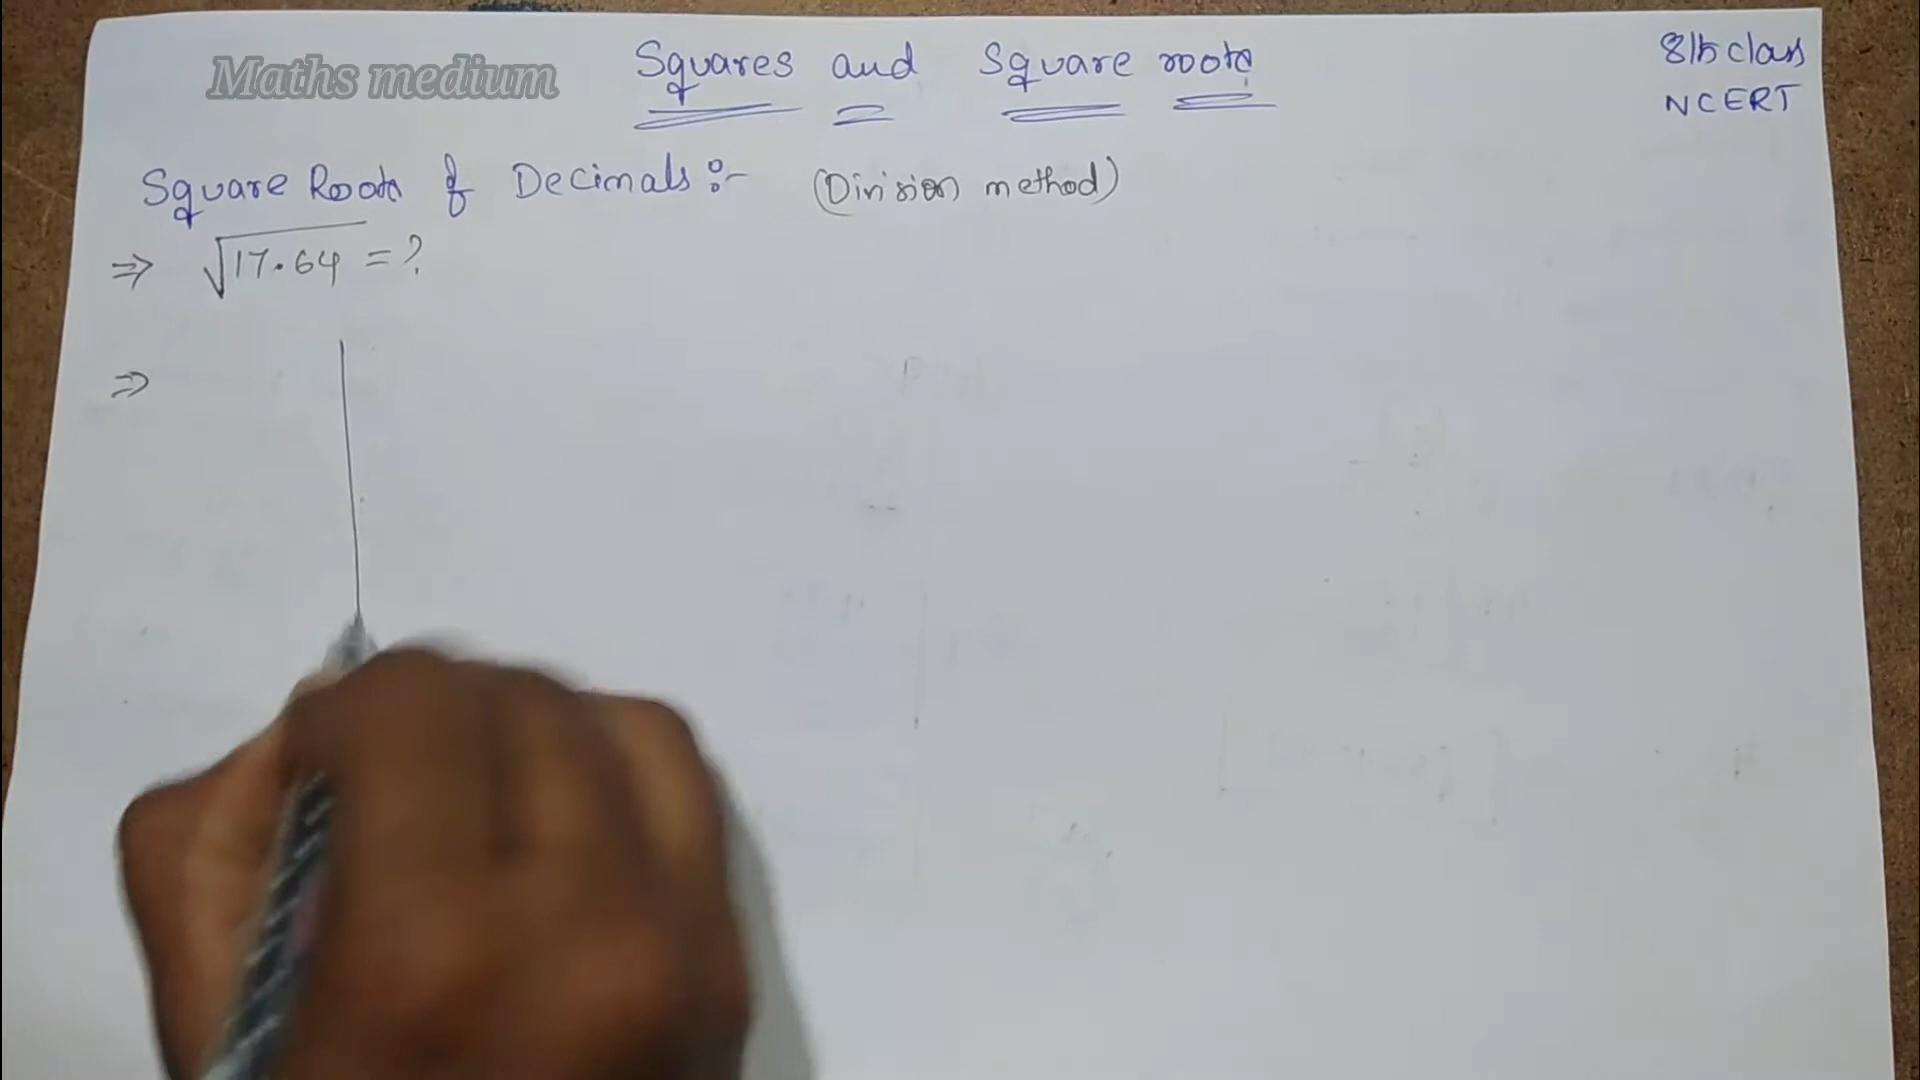 Maths medium
Squares and Square roots
8th class
NCERT
Square Roots of Decimals :- (Division method)
⇒ √17.64 = ?
⇒